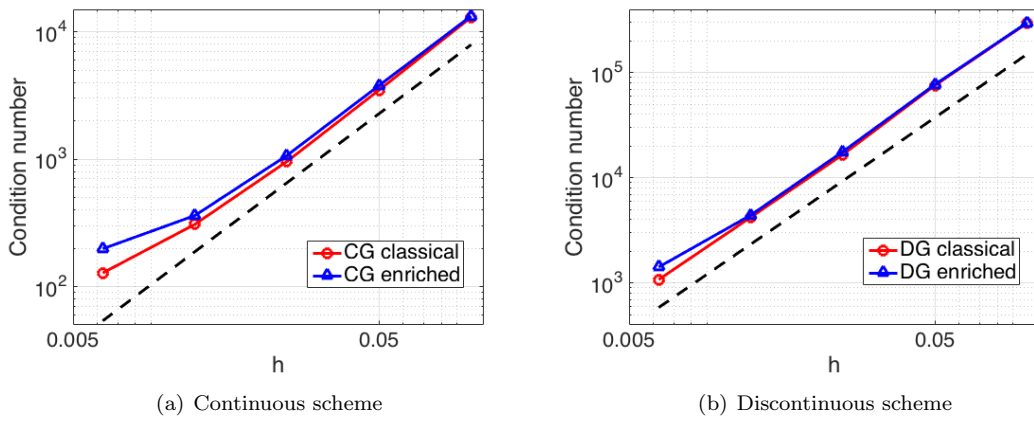 10^4
10^3
10^2
Condition number
CG classical
CG enriched
0.005
0.05
h
(a) Continuous scheme
10^5
10^4
10^3
Condition number
DG classical
DG enriched
0.005
0.05
h
(b) Discontinuous scheme